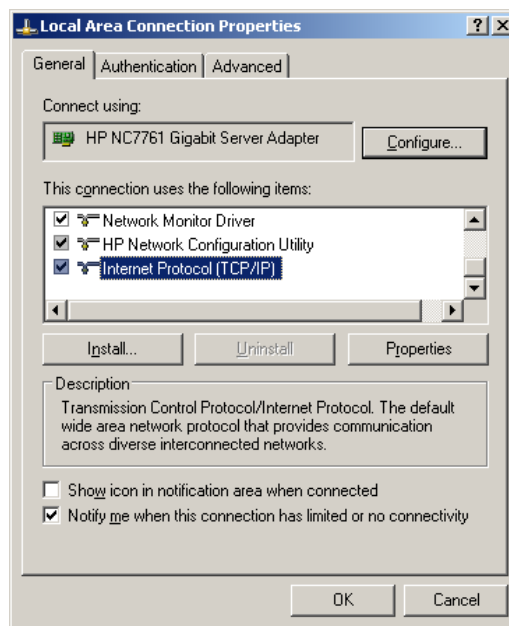 Local Area Connection Properties
General
Authentication
Advanced
Connect using:
HP NC7761 Gigabit Server Adapter
Configure...
This connection uses the following items:
Network Monitor Driver
HP Network Configuration Utility
Internet Protocol (TCP/IP)
Install...
Uninstall
Properties
Description
Transmission Control Protocol/Internet Protocol. The default
wide area network protocol that provides communication
across diverse interconnected networks.
Show icon in notification area when connected
Notify me when this connection has limited or no connectivity
OK
Cancel